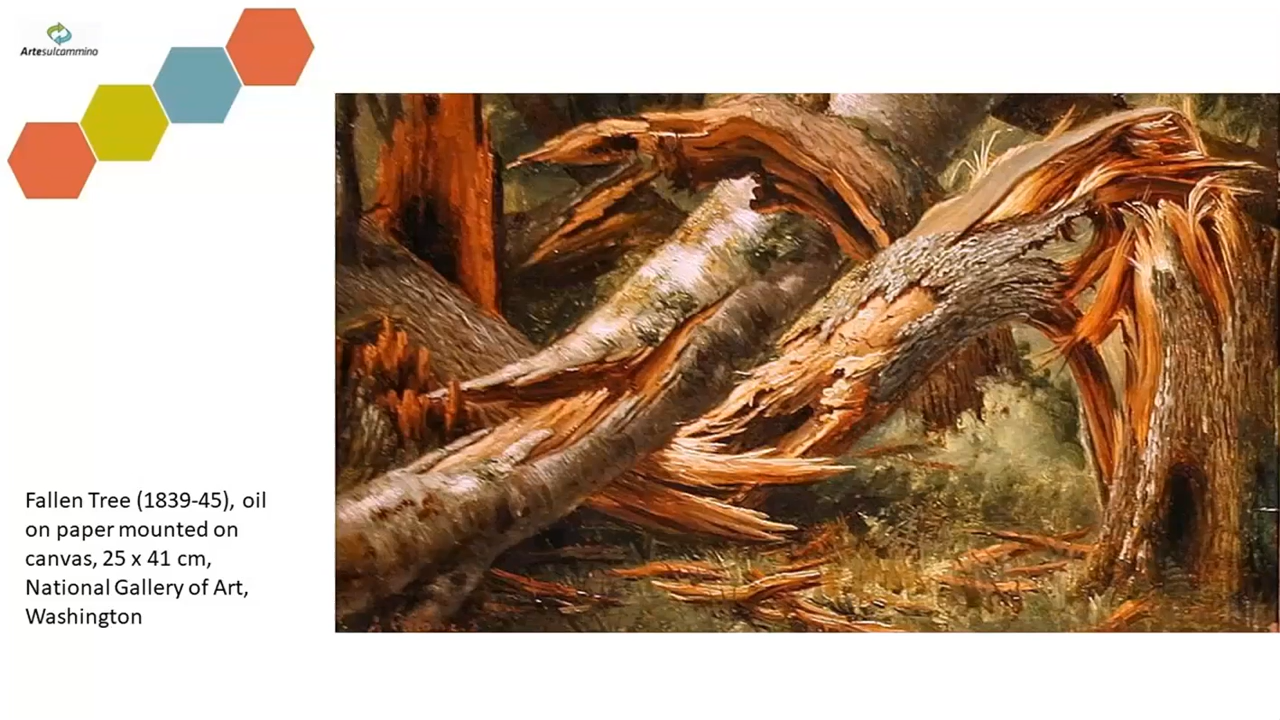 Artesulcammino
Fallen Tree (1839-45), oil
on paper mounted on
canvas, 25 x 41 cm,
National Gallery of Art,
Washington